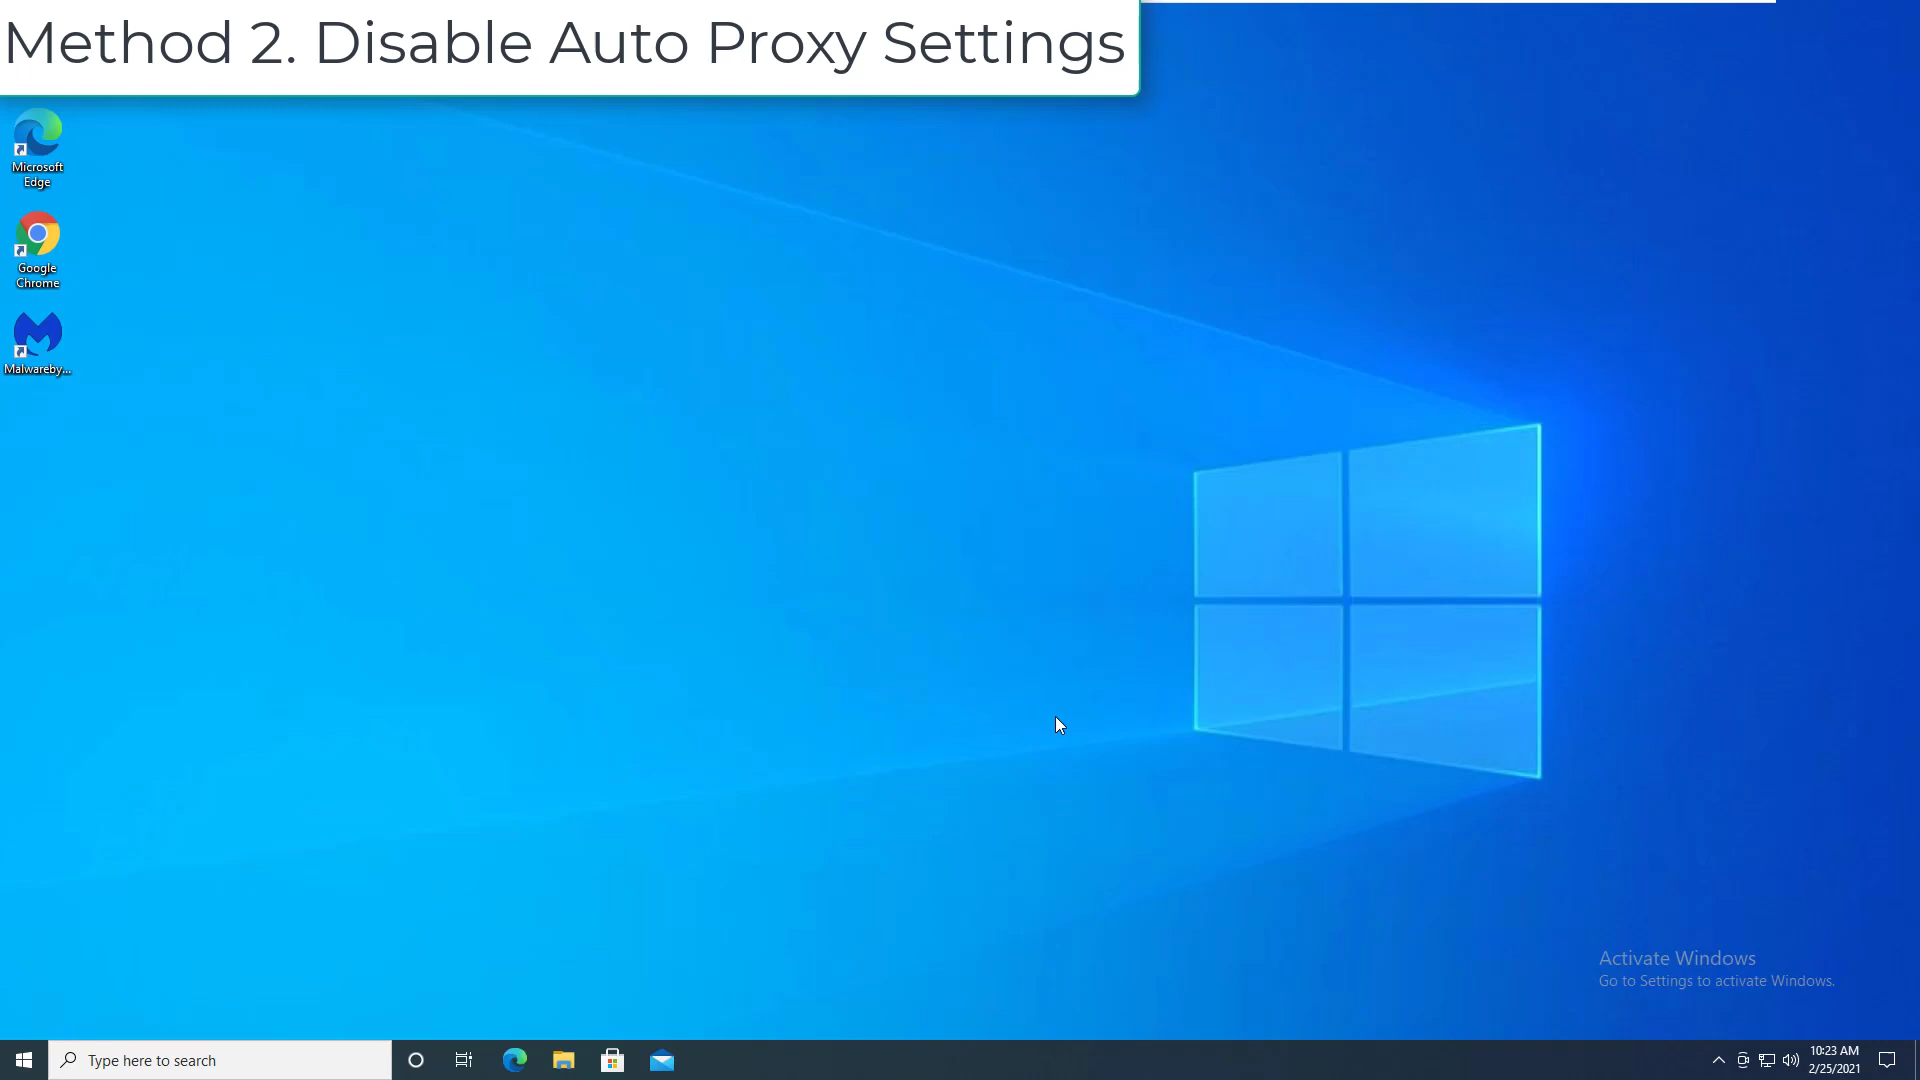 Method 2. Disable Auto Proxy Settings
Microsoft
Edge
Google
Chrome
Malwareby...
Activate Windows
Go to Settings to activate Windows.
Type here to search
10:23 AM
2/25/2021